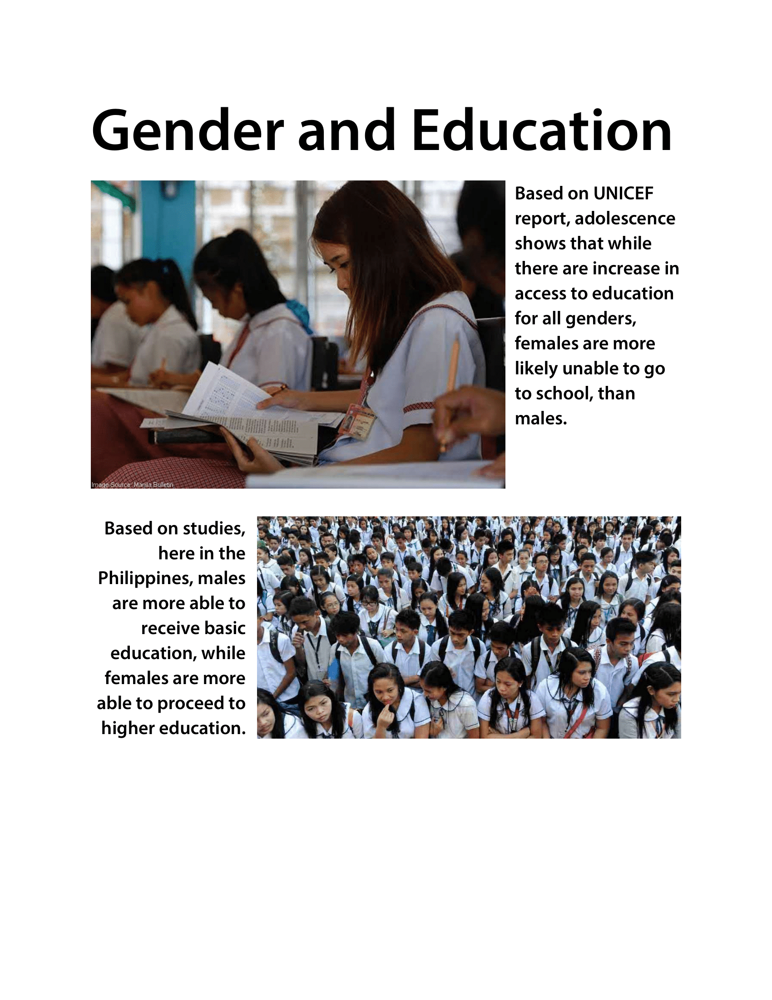 Gender and Education
Based on UNICEF
report, adolescence
shows that while
there are increase in
access to education
for all genders,
females are more
likely unable to go
to school, than
males.
Image Source: Manila Bulletin
Based on studies,
here in the
Philippines, males
are more able to
receive basic
education, while
females are more
able to proceed to
higher education.